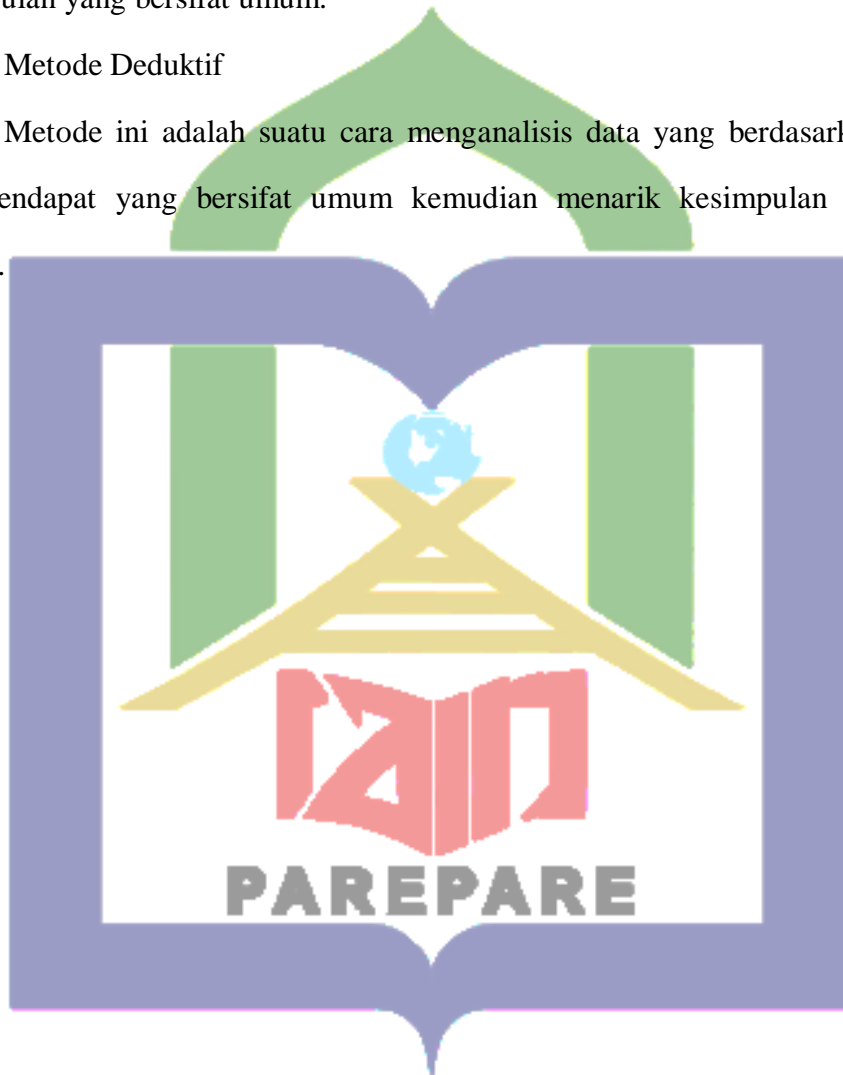 ulan yang bersifat umum.
Metode Deduktif
Metode ini adalah suatu cara menganalisis data yang berdasark
endapat yang bersifat umum kemudian menarik kesimpulan
.
iain
PAREPARE